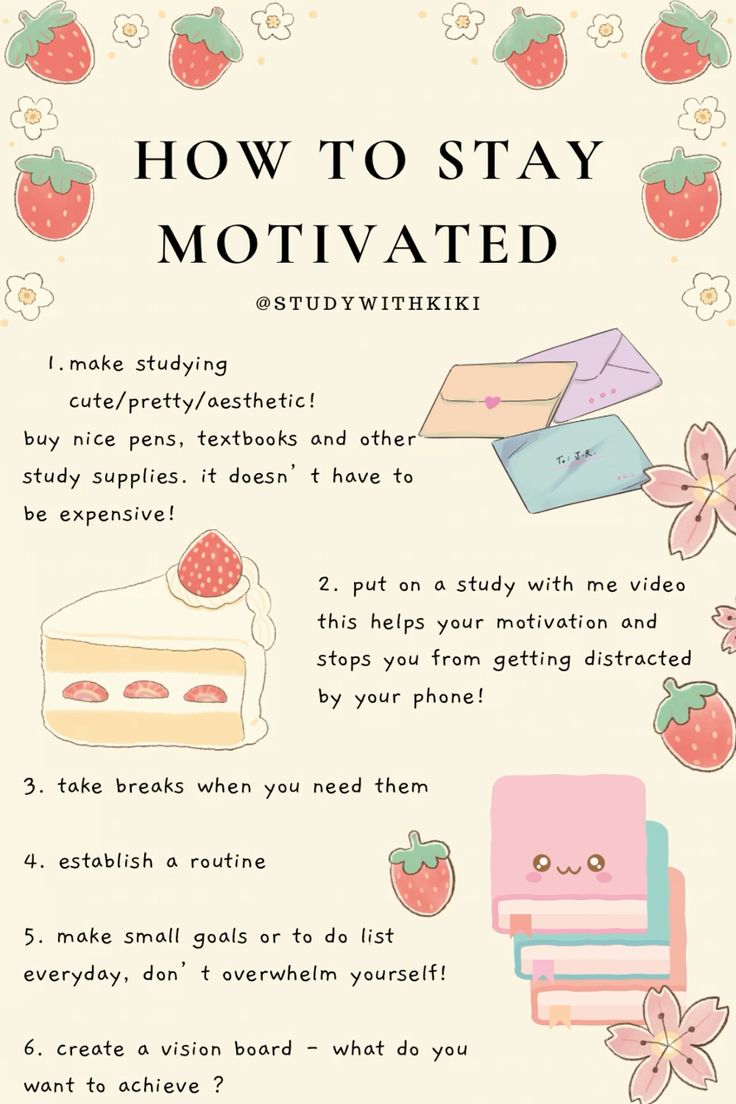 HOW TO STAY
MOTIVATED
@STUDYWITHKIKI
1. make studying
cute/pretty/aesthetic!
buy nice pens, textbooks and other
study supplies. it doesn't have to
be expensive!
To: J.R.
2. put on a study with me video
this helps your motivation and
stops you from getting distracted
by your phone!
3. take breaks when you need them
4. establish a routine
5. make small goals or to do list
everyday, don't overwhelm yourself!
6. create a vision board - what do you
want to achieve ?